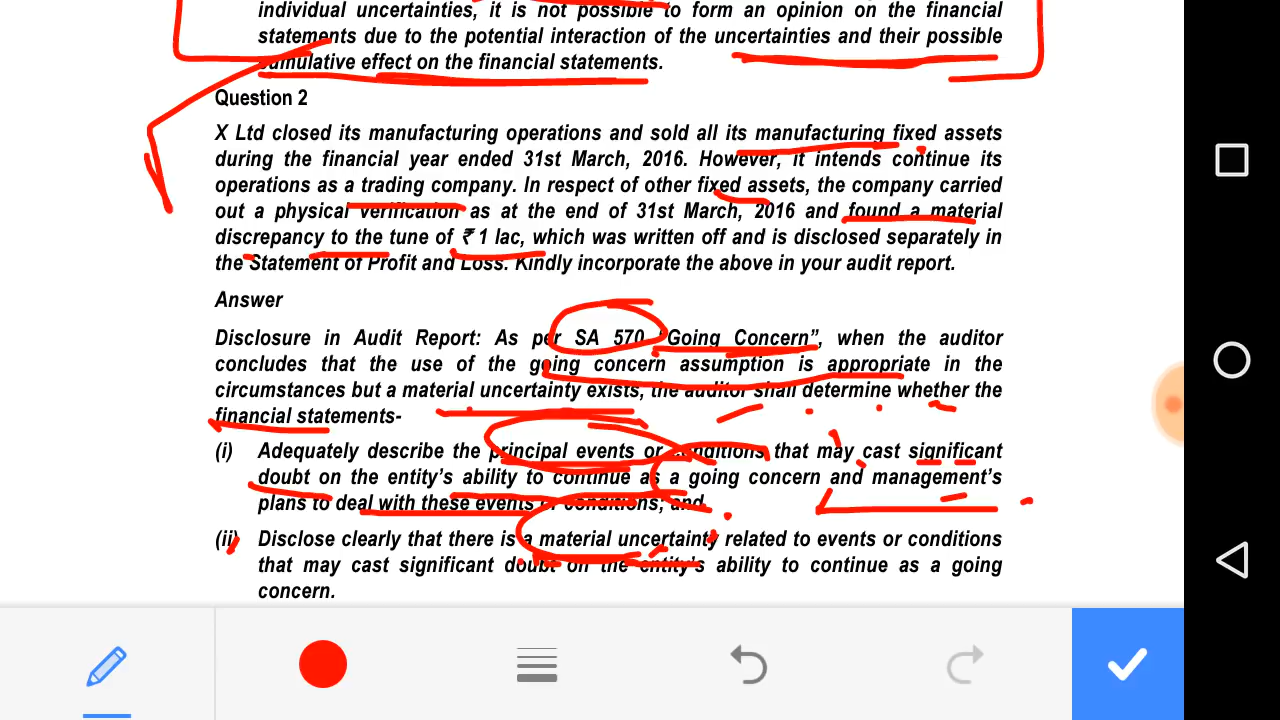 individual uncertainties, it is not possible to form an opinion on the financial
statements due to the potential interaction of the uncertainties and their possible
cumulative effect on the financial statements.
Question 2
X Ltd closed its manufacturing operations and sold all its manufacturing fixed assets
during the financial year ended 31st March, 2016. However, it intends continue its
operations as a trading company. In respect of other fixed assets, the company carried
out a physical verification as at the end of 31st March, 2016 and found a material
discrepancy to the tune of ₹ 1 lac, which was written off and is disclosed separately in
the Statement of Profit and Loss. Kindly incorporate the above in your audit report.
Answer
Disclosure in Audit Report: As per SA 570 "Going Concern", when the auditor
concludes that the use of the going concern assumption is appropriate in the
circumstances but a material uncertainty exists, the auditor shall determine whether the
financial statements-
(i) Adequately describe the principal events or conditions that may cast significant
doubt on the entity's ability to continue as a going concern and management's
plans to deal with these events or conditions; and
(ii) Disclose clearly that there is a material uncertainty related to events or conditions
that may cast significant doubt on the entity's ability to continue as a going
concern.